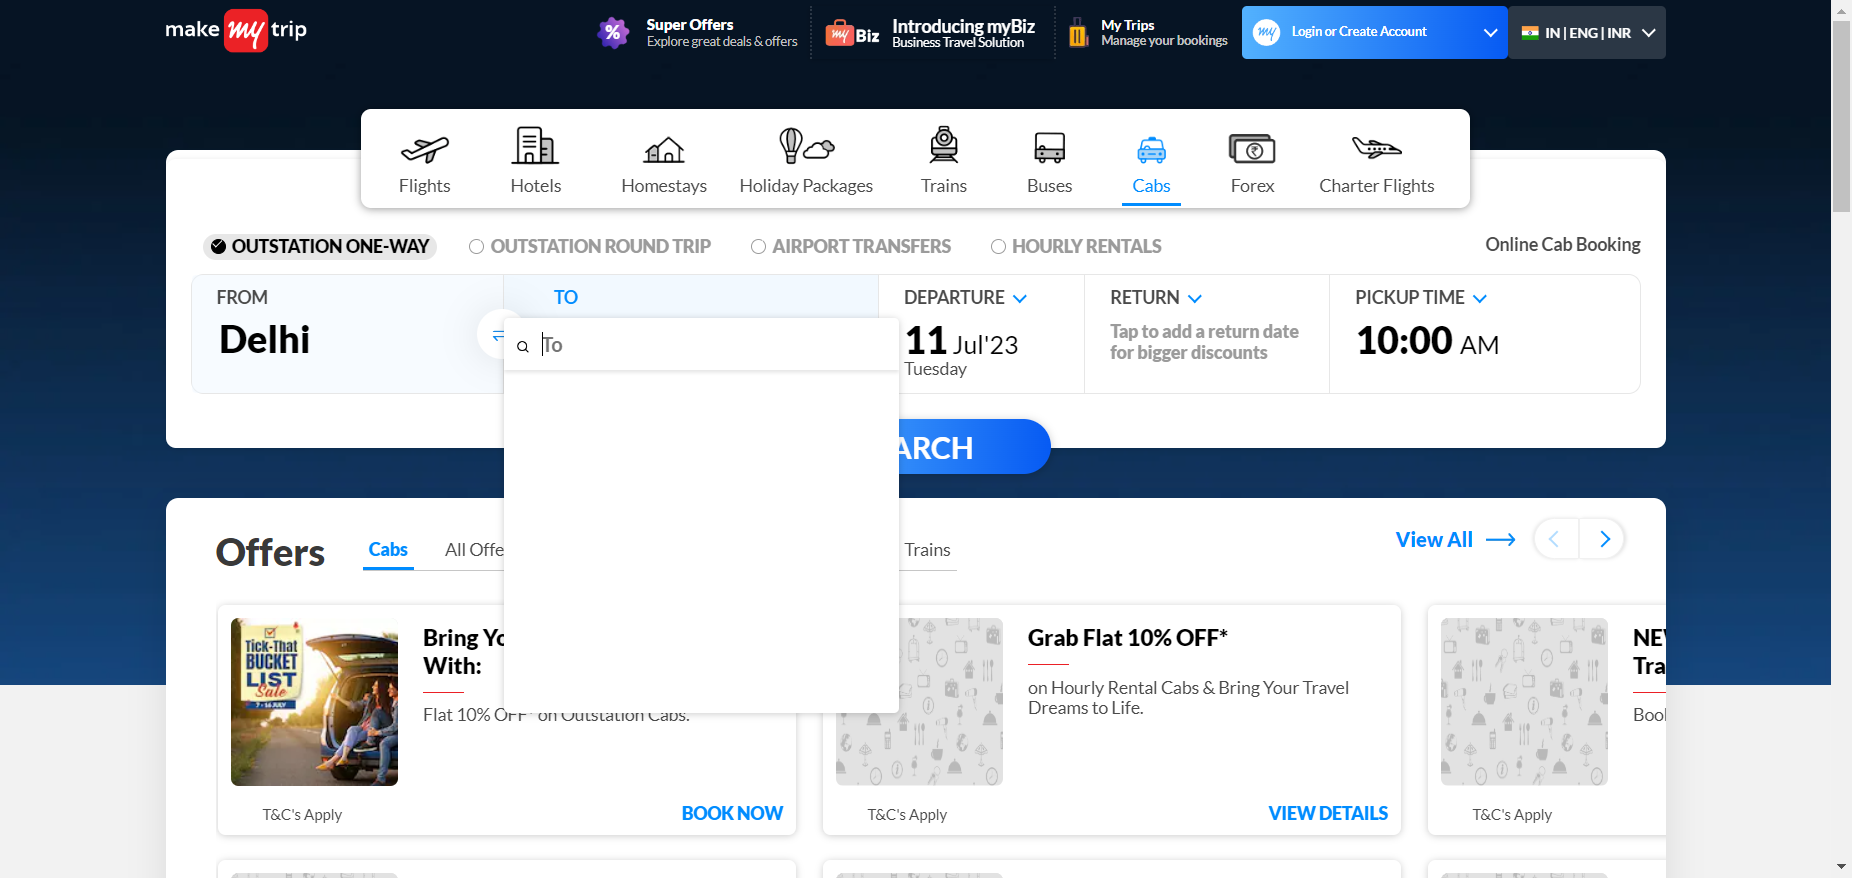 make my trip
Super Offers
Explore great deals & offers
my Biz
Introducing myBiz
Business Travel Solution
My Trips
Manage your bookings
my
Login or Create Account
IN | ENG | INR
Flights
Hotels
Homestays
Holiday Packages
Trains
Buses
Cabs
Forex
Charter Flights
OUTSTATION ONE-WAY
OUTSTATION ROUND TRIP
AIRPORT TRANSFERS
HOURLY RENTALS
Online Cab Booking
FROM
Delhi
TO
To
DEPARTURE
11 Jul'23
Tuesday
RETURN
Tap to add a return date
for bigger discounts
PICKUP TIME
10:00 AM
ARCH
Offers
Cabs
All Offe
Trains
View All
Tick-That
BUCKET
LIST
Sale
7 - 16 JULY
Bring Yo
With:
Flat 10% OFF* on Outstation Cabs.
T&C's Apply
BOOK NOW
Grab Flat 10% OFF*
on Hourly Rental Cabs & Bring Your Travel
Dreams to Life.
T&C's Apply
VIEW DETAILS
NEW
Tra
Bool
T&C's Apply